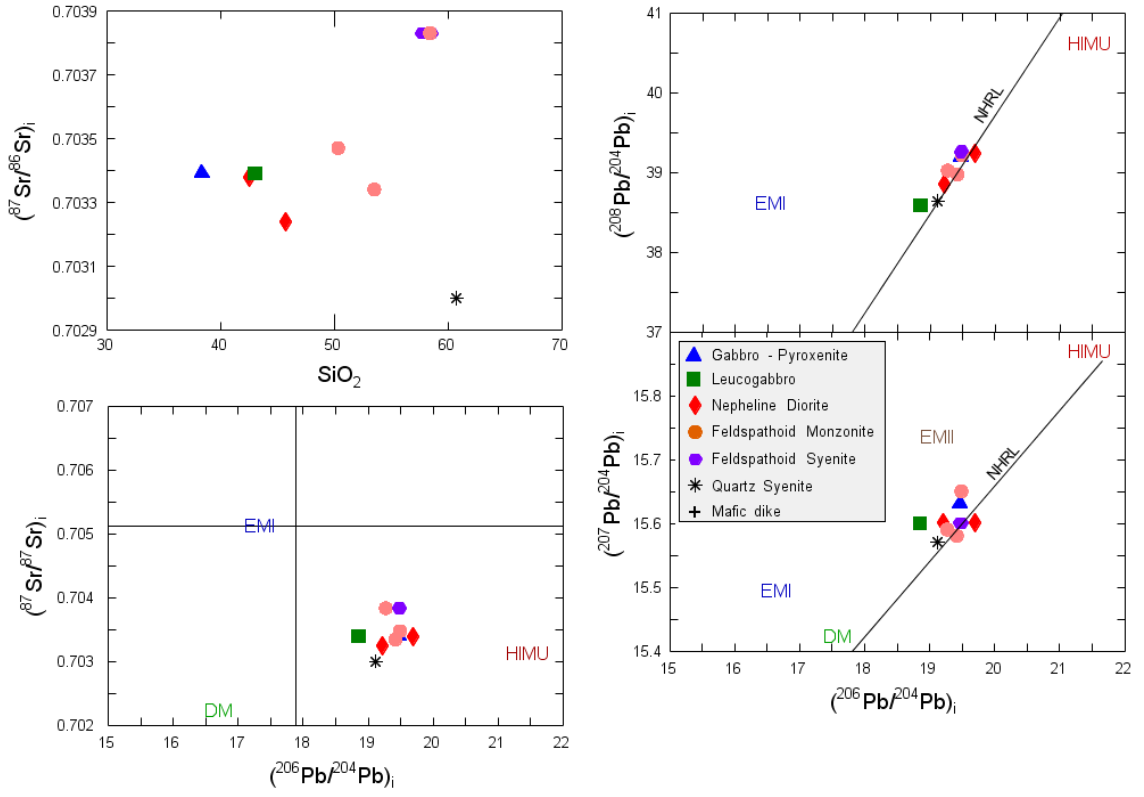 0.7039
0.7037
0.7035
0.7033
0.7031
0.7029
(⁸⁷Sr/⁸⁶Sr)ᵢ
30 40 50 60 70
SiO₂
41
40
39
38
37
(²⁰⁸Pb/²⁰⁴Pb)ᵢ
HIMU
NHRL
EMI
0.707
0.706
0.705
0.704
0.703
0.702
(⁸⁷Sr/⁸⁷Sr)ᵢ
EMI
HIMU
DM
15 16 17 18 19 20 21 22
(²⁰⁶Pb/²⁰⁴Pb)ᵢ
Gabbro - Pyroxenite
Leucogabbro
Nepheline Diorite
Feldspathoid Monzonite
Feldspathoid Syenite
Quartz Syenite
Mafic dike
15.8
15.7
15.6
15.5
15.4
(²⁰⁷Pb/²⁰⁴Pb)ᵢ
HIMU
EMII
NHRL
EMI
DM
15 16 17 18 19 20 21 22
(²⁰⁶Pb/²⁰⁴Pb)ᵢ